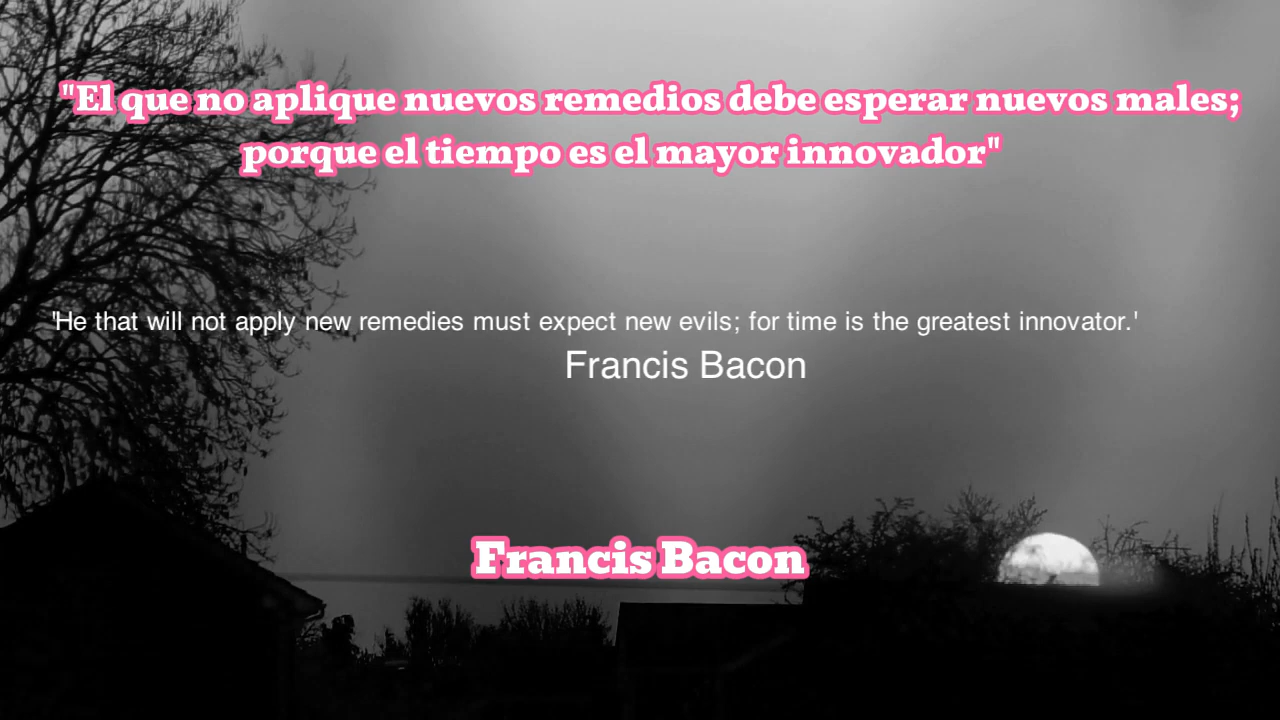 "El que no aplique nuevos remedios debe esperar nuevos males;
porque el tiempo es el mayor innovador"
'He that will not apply new remedies must expect new evils; for time is the greatest innovator.'
Francis Bacon
Francis Bacon